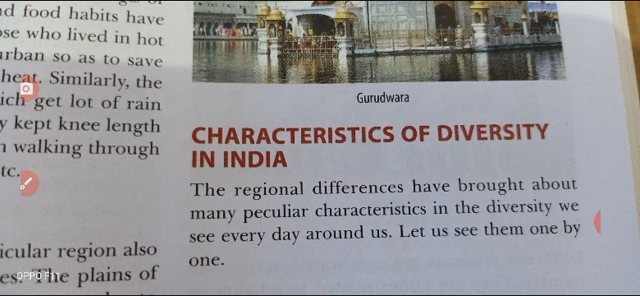 d food habits have
se who lived in hot
urban so as to save
heat. Similarly, the
ich get lot of rain
y kept knee length
n walking through
tc.
icular region also
es. The plains of
Gurudwara
CHARACTERISTICS OF DIVERSITY
IN INDIA
The regional differences have brought about
many peculiar characteristics in the diversity we
see every day around us. Let us see them one by
one.
OPPO F11